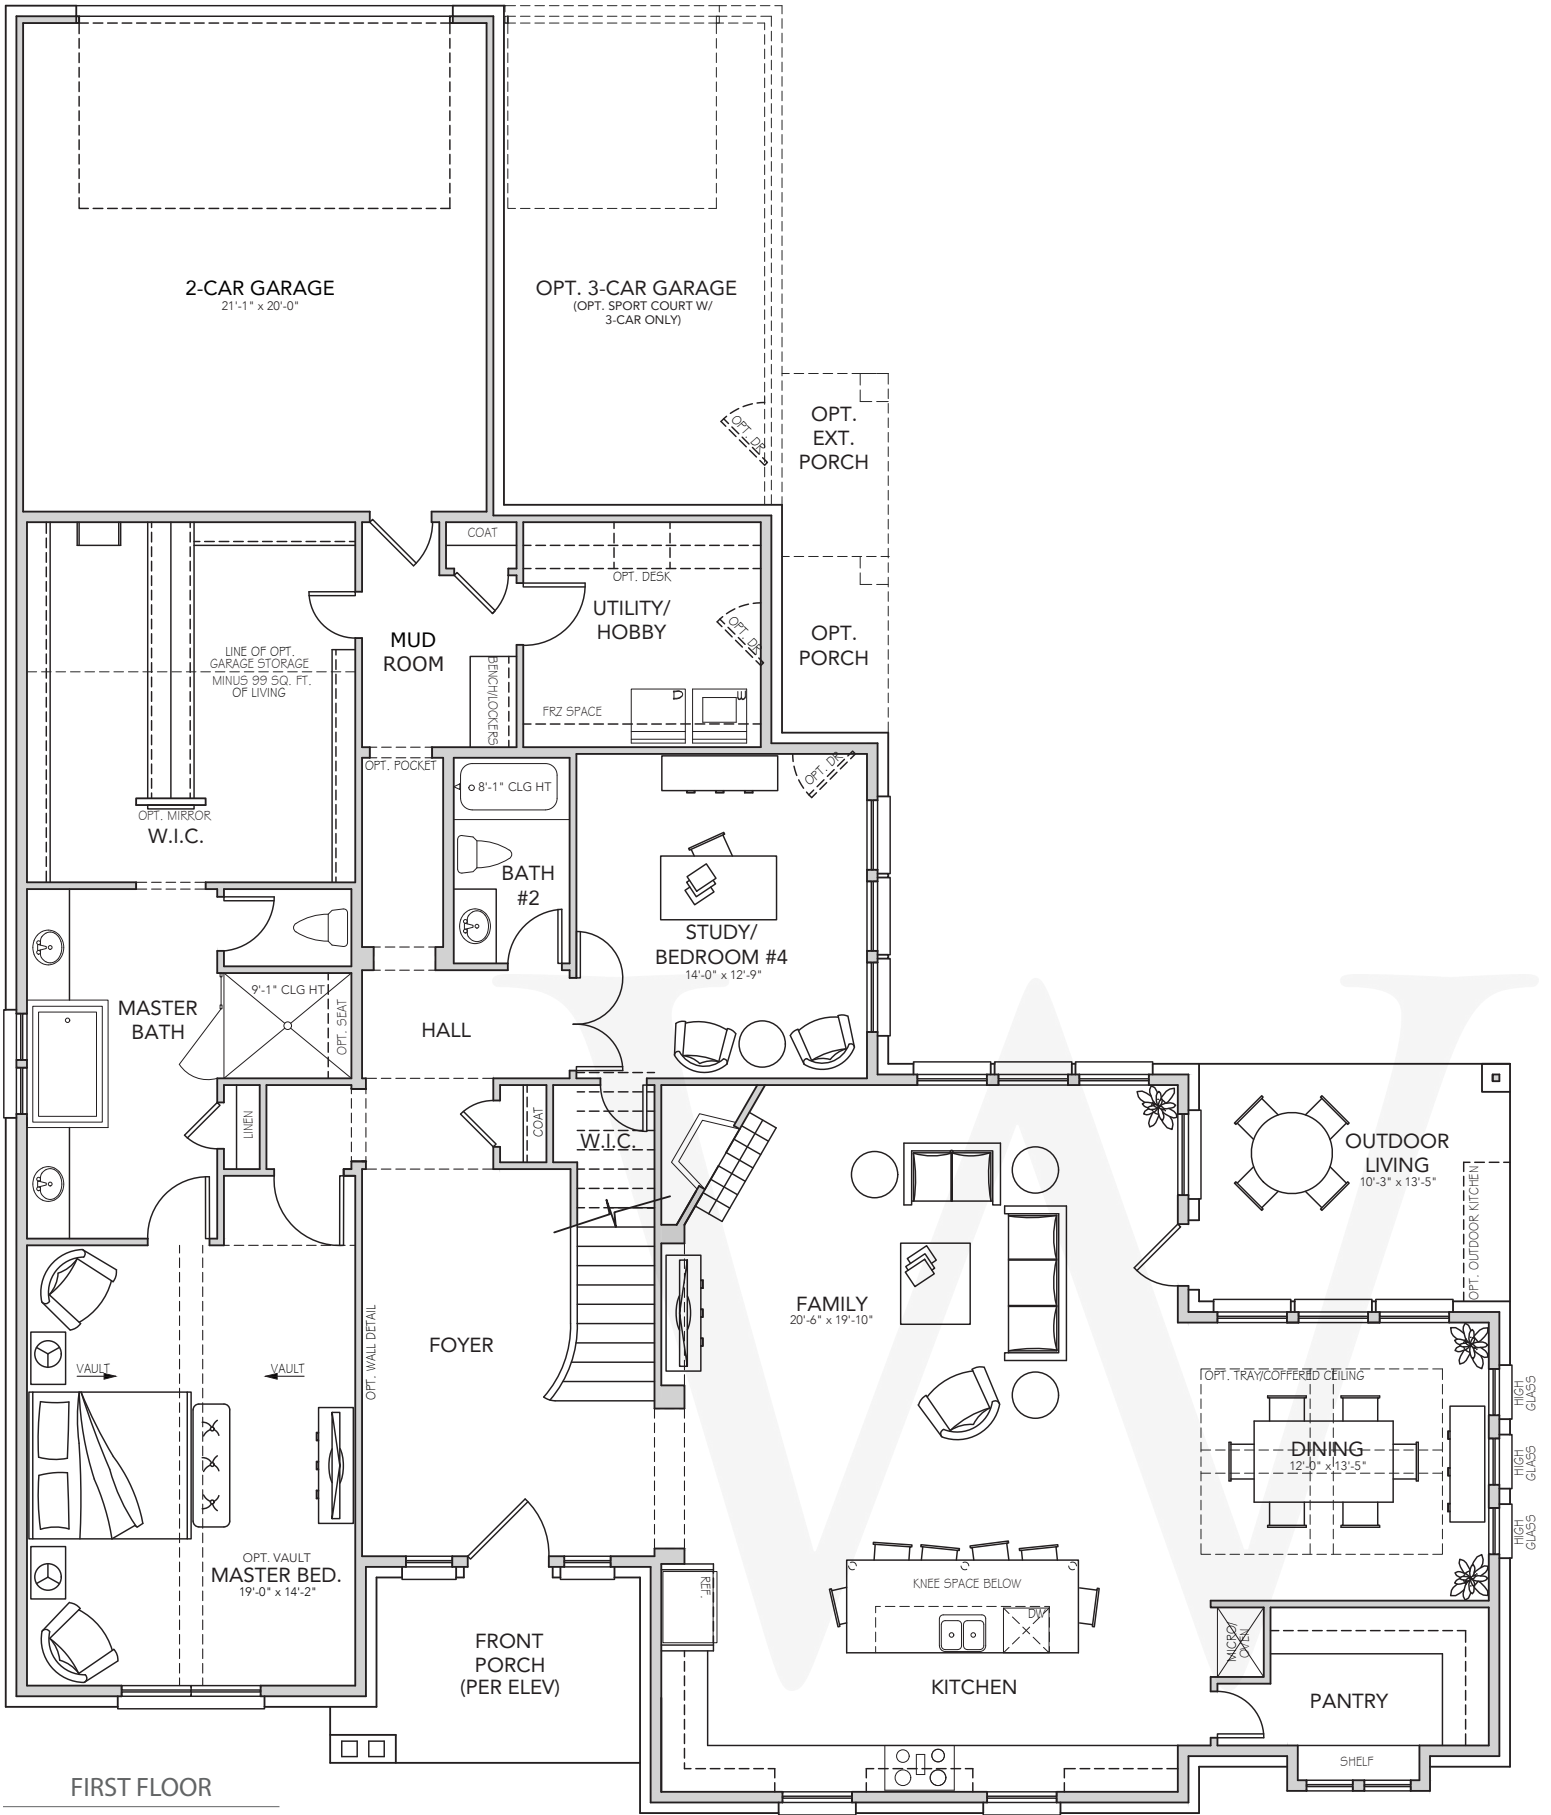 2-CAR GARAGE
21'-1" x 20'-0"
OPT. 3-CAR GARAGE
(OPT. SPORT COURT W/
3-CAR ONLY)
OPT. DR
OPT.
EXT.
PORCH
COAT
OPT. DESK
UTILITY/
HOBBY
OPT. DR
OPT.
PORCH
MUD
ROOM
LINE OF OPT.
GARAGE STORAGE
MINUS 99 SQ. FT.
OF LIVING
BENCH/LOCKERS
FRZ SPACE
D
W
OPT. POCKET
8'-1" CLG HT
OPT. DR
OPT. MIRROR
W.I.C.
BATH
#2
STUDY/
BEDROOM #4
14'-0" x 12'-9"
9'-1" CLG HT
OPT. SEAT
MASTER
BATH
HALL
LINEN
COAT
W.I.C.
OUTDOOR
LIVING
10'-3" x 13'-5"
OPT. OUTDOOR KITCHEN
FAMILY
20'-6" x 19'-10"
FOYER
OPT. WALL DETAIL
VAULT
VAULT
OPT. TRAY/COFFERED CEILING
HIGH
GLASS
DINING
12'-0" x 13'-5"
HIGH
GLASS
HIGH
GLASS
OPT. VAULT
MASTER BED.
19'-0" x 14'-2"
REF.
KNEE SPACE BELOW
DW
MICRO/
OVEN
FRONT
PORCH
(PER ELEV)
KITCHEN
PANTRY
SHELF
FIRST FLOOR
W